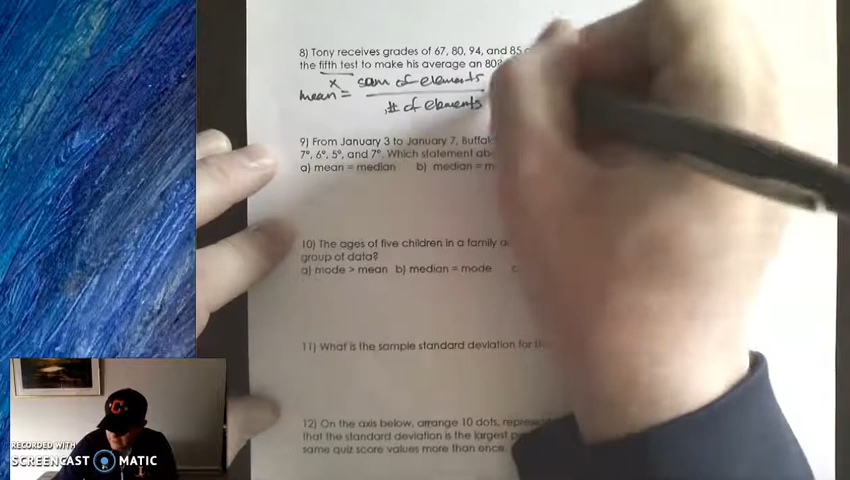 8) Tony receives grades of 67, 80, 94, and 85
the fifth test to make his average an 80?
x
mean = sum of elements
# of elements
9) From January 3 to January 7, Buffal
7°, 6°, 5°, and 7°. Which statement ab
a) mean = median b) median = m
10) The ages of five children in a family a
group of data?
a) mode > mean b) median = mode c
11) What is the sample standard deviation for th
12) On the axis below, arrange 10 dots, represe
that the standard deviation is the largest p
same quiz score values more than once.
RECORDED WITH
SCREENCAST MATIC
C